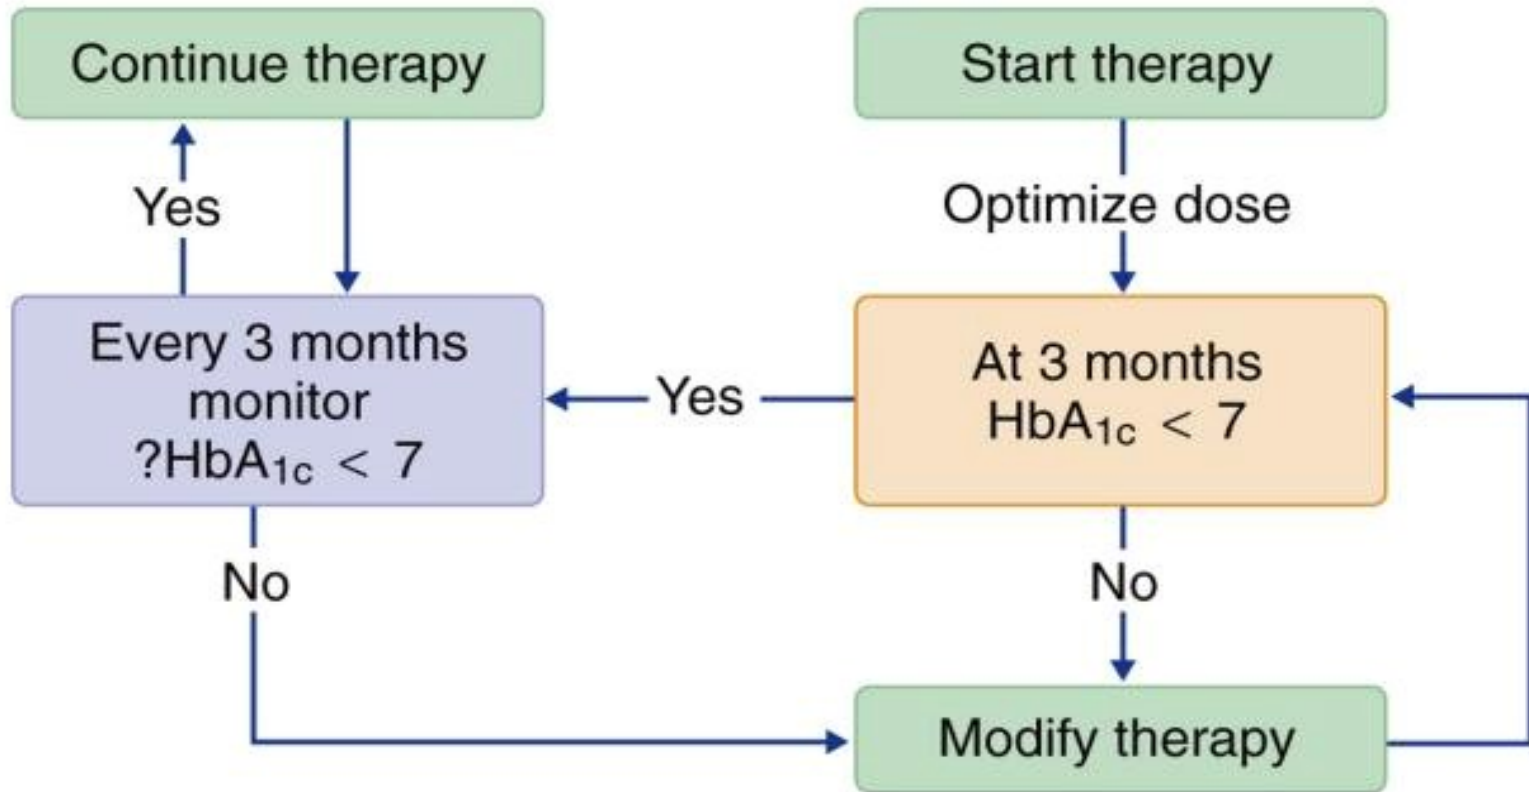 Continue therapy
Start therapy
Yes
Optimize dose
Every 3 months
monitor
?HbA1c < 7
Yes
At 3 months
HbA1c < 7
No
No
Modify therapy